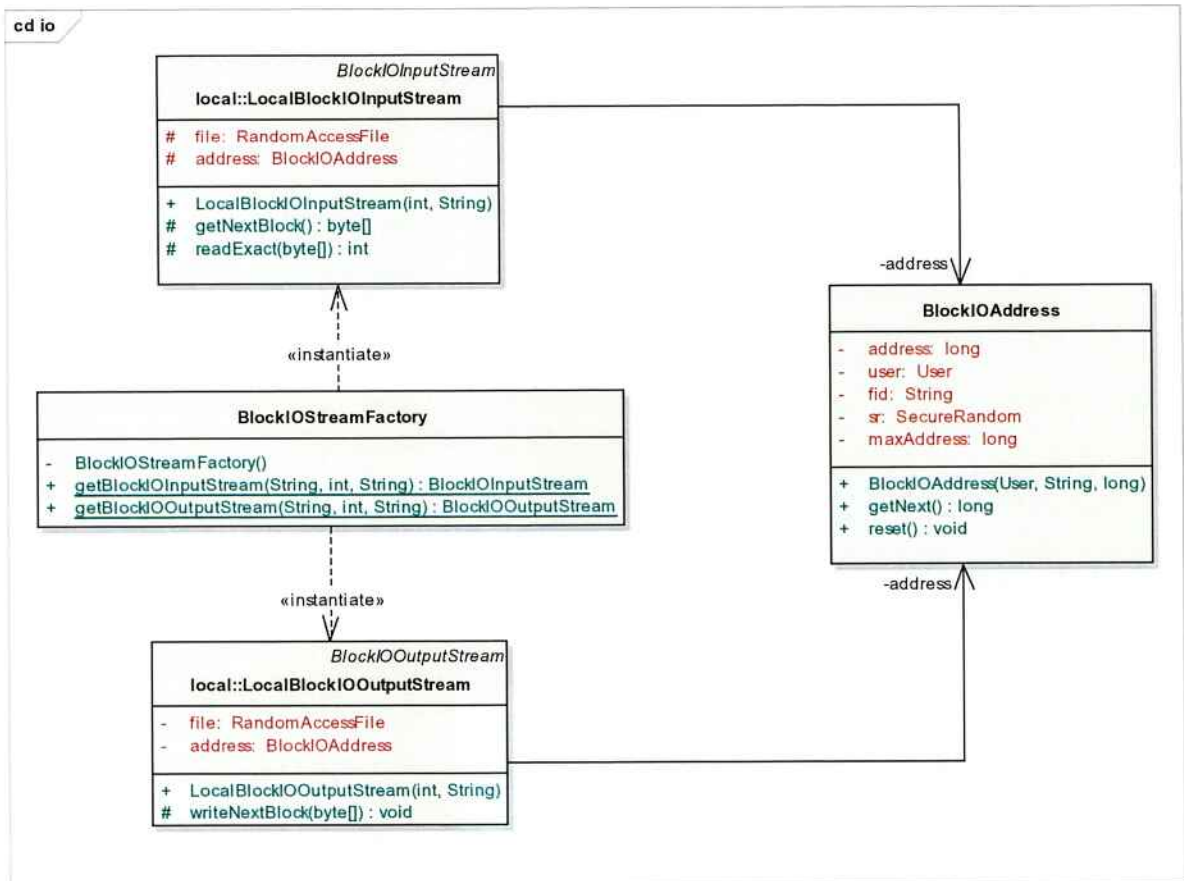 cd io
BlockIOInputStream
local::LocalBlockIOInputStream
# file: RandomAccessFile
# address: BlockIOAddress
+ LocalBlockIOInputStream(int, String)
# getNextBlock() : byte[]
# readExact(byte[]) : int
-address
«instantiate»
BlockIOAddress
- address: long
- user: User
- fid: String
- sr: SecureRandom
- maxAddress: long
+ BlockIOAddress(User, String, long)
+ getNext() : long
+ reset() : void
BlockIOStreamFactory
- BlockIOStreamFactory()
+ getBlockIOInputStream(String, int, String) : BlockIOInputStream
+ getBlockIOOutputStream(String, int, String) : BlockIOOutputStream
-address
«instantiate»
BlockIOOutputStream
local::LocalBlockIOOutputStream
- file: RandomAccessFile
- address: BlockIOAddress
+ LocalBlockIOOutputStream(int, String)
# writeNextBlock(byte[]) : void